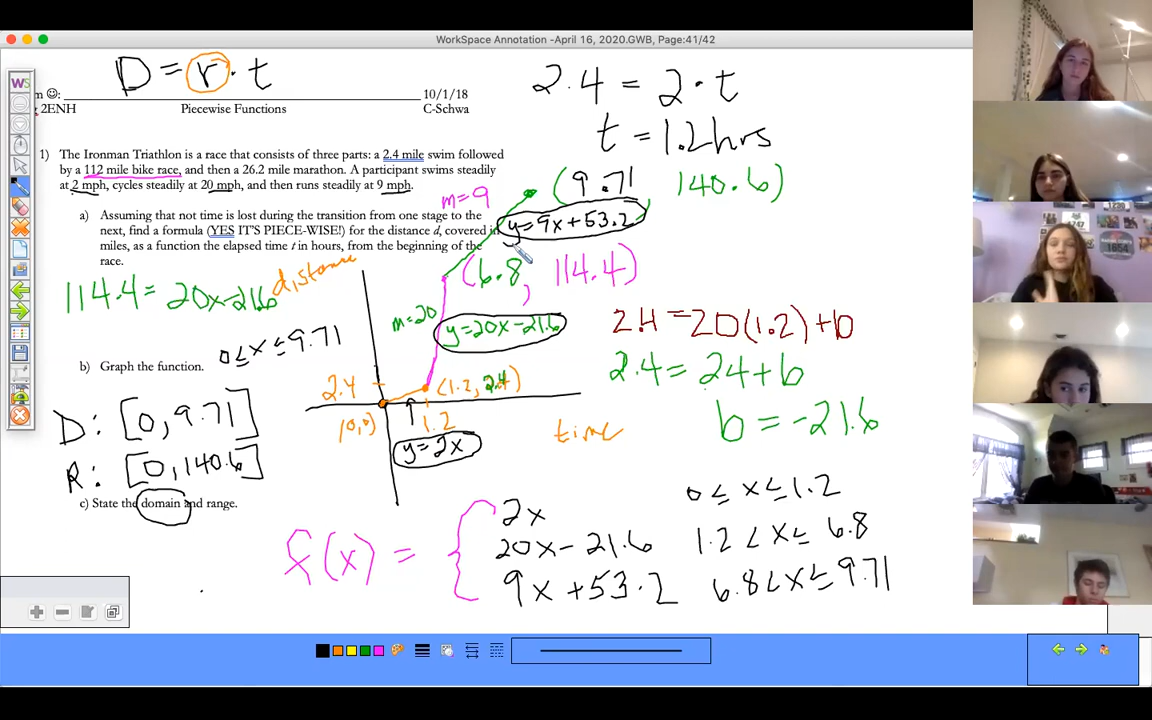 WorkSpace Annotation -April 16, 2020.GWB, Page:41/42
WS
D = r · t
m ☺:
10/1/18
2ENH
Piecewise Functions
C-Schwa
2.4 = 2 · t
t = 1.2 hrs
1) The Ironman Triathlon is a race that consists of three parts: a 2.4 mile swim followed
by a 112 mile bike race, and then a 26.2 mile marathon. A participant swims steadily
at 2 mph, cycles steadily at 20 mph, and then runs steadily at 9 mph.
m=9
(9.71 140.6)
a) Assuming that not time is lost during the transition from one stage to the
next, find a formula (YES IT'S PIECE-WISE!) for the distance d, covered in
miles, as a function the elapsed time t in hours, from the beginning of the
race.
y=9x+53.2
(6.8, 114.4)
distance
114.4= 20x-21.6
m=20
y=20x-21.6
2.4=20(1.2)+b
2.4= 24+b
b = -21.6
0≤x≤9.71
b) Graph the function.
2.4
(1.2, 2.4)
(0,0)
1.2
time
y=2x
D: [0,9.71]
R: [0,140.6]
c) State the domain and range.
f(x) = {
2x 0≤ x≤1.2
20x- 21.6 1.2<x≤ 6.8
9x +53.2 6.8<x≤9.71
1854